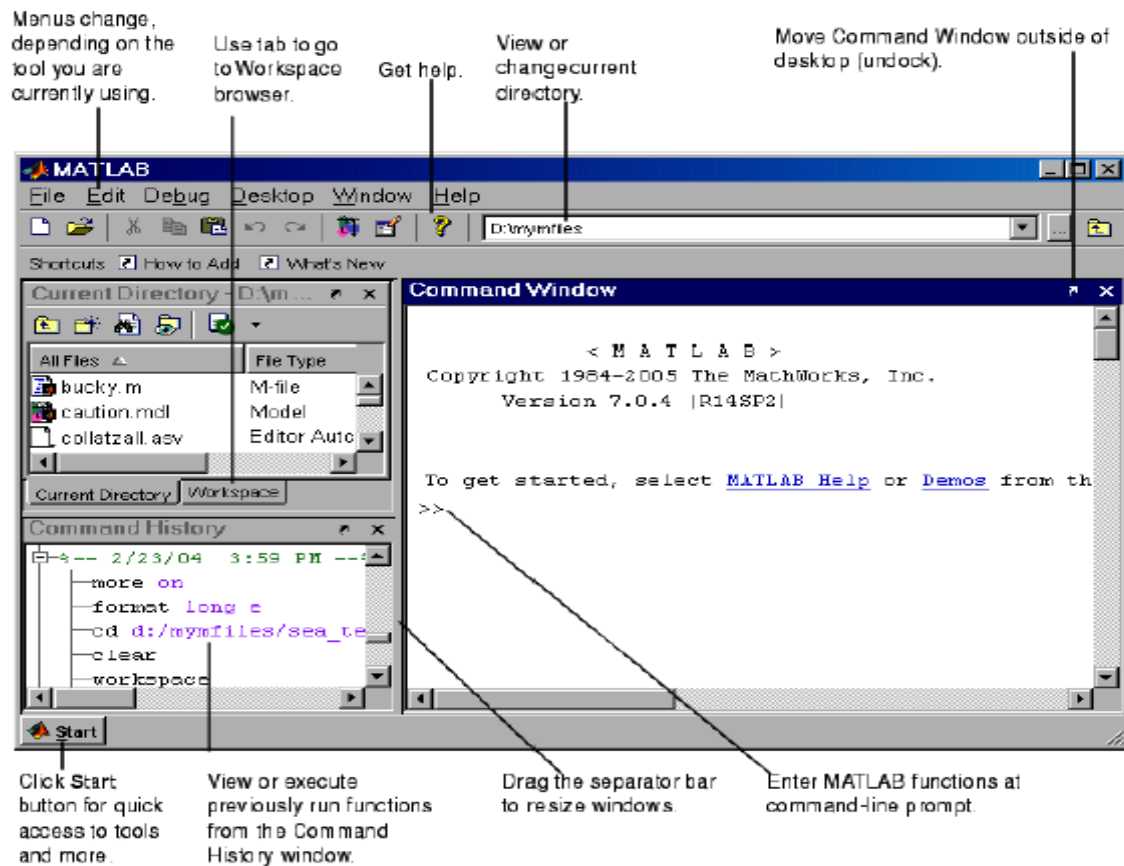 Menus change,
depending on the
tool you are
currently using.
Use tab to go
to Workspace
browser.
Get help.
View or
changecurrent
directory.
Move Command Window outside of
desktop (undock).
MATLAB
File Edit Debug Desktop Window Help
D:\mymfiles
...
Shortcuts How to Add What's New
Current Directory - D:\m ...
All Files File Type
bucky.m M-file
caution.mdl Model
collatzall.asv Editor Autc
Current Directory Workspace
Command History
%-- 2/23/04 3:59 PM --%
more on
format long e
cd d:/mymfiles/sea_te
clear
workspace
Command Window
< M A T L A B >
Copyright 1984-2005 The MathWorks, Inc.
Version 7.0.4 |R14SP2|
To get started, select MATLAB Help or Demos from th
>>
Start
Click Start
button for quick
access to tools
and more.
View or execute
previously run functions
from the Command
History window.
Drag the separator bar
to resize windows.
Enter MATLAB functions at
command-line prompt.